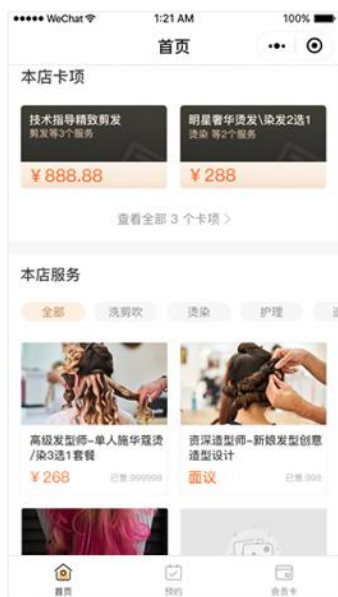 WeChat 1:21 AM 100%
首页
本店卡项
技术指导精致剪发
剪发等3个服务
¥888.88
明星奢华烫发\染发2选1
烫染 等2个服务
¥288
查看全部 3 个卡项 >
本店服务
全部 洗剪吹 烫染 护理
高级发型师-单人施华蔻烫
/染3选1套餐
¥268 已售:999999
资深造型师-新娘发型创意
造型设计
面议 已售:999
首页 预约 会员卡